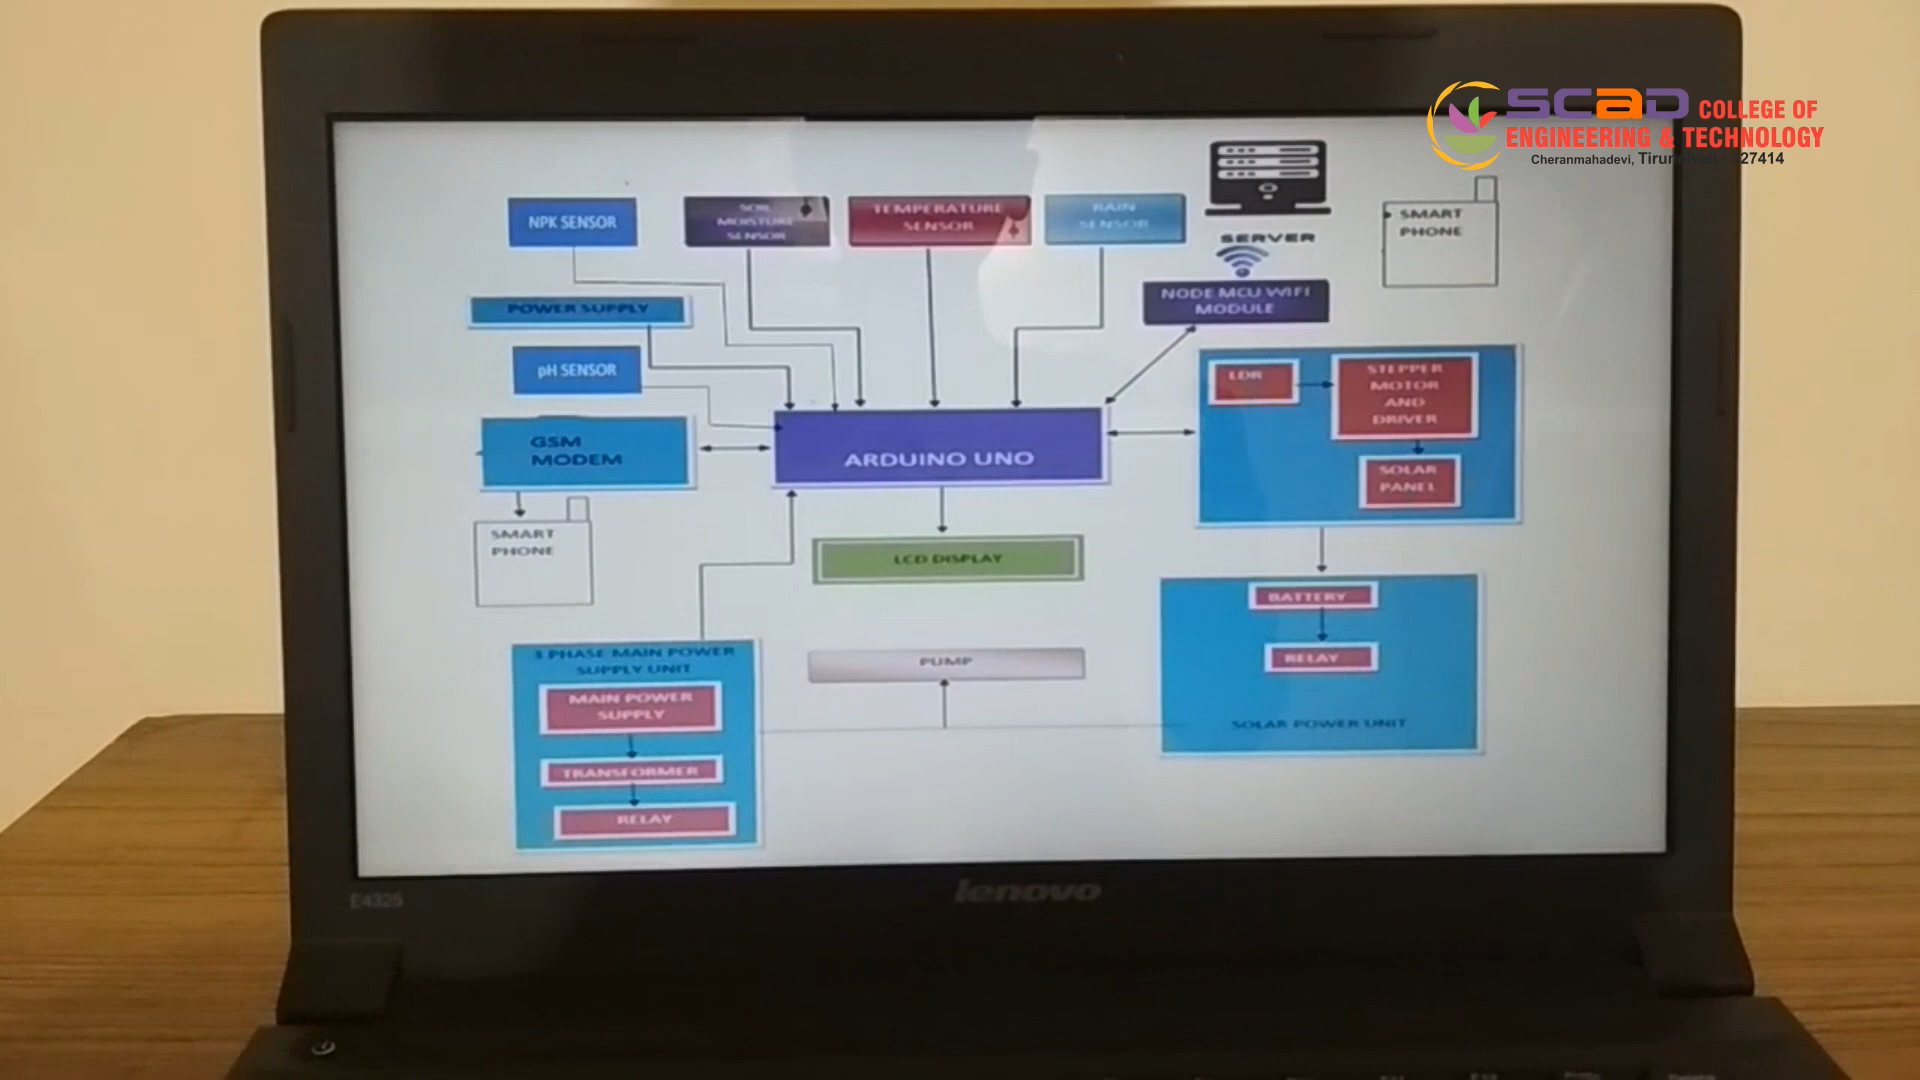 SCAD COLLEGE OF
ENGINEERING & TECHNOLOGY
Cheranmahadevi,
NPK SENSOR
SOIL
MOISTURE
SENSOR
TEMPERATURE
SENSOR
RAIN
SENSOR
SERVER
SMART
PHONE
POWER SUPPLY
NODE MCU WIFI
MODULE
pH SENSOR
LDR
STEPPER
MOTOR
AND
DRIVER
GSM
MODEM
ARDUINO UNO
SOLAR
PANEL
SMART
PHONE
LCD DISPLAY
BATTERY
3 PHASE MAIN POWER
SUPPLY UNIT
PUMP
RELAY
MAIN POWER
SUPPLY
SOLAR POWER UNIT
TRANSFORMER
RELAY
E4325
lenovo